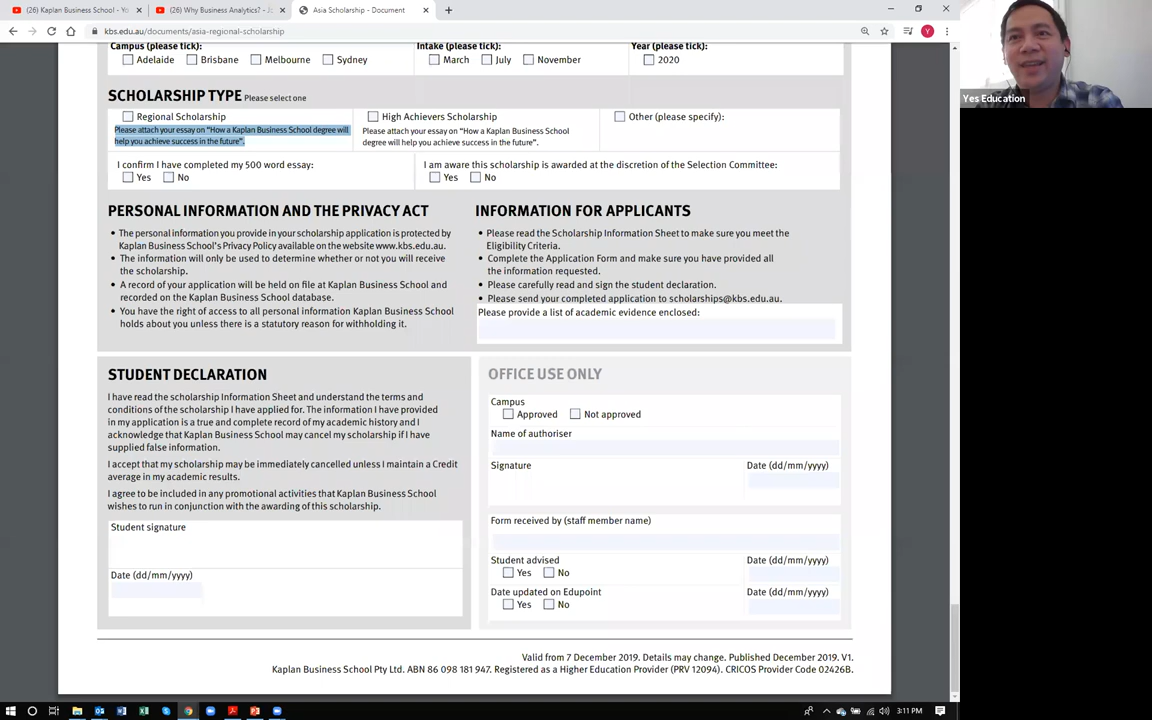 (26) Kaplan Business School - Yo
(26) Why Business Analytics? - Jo
Asia Scholarship - Document
kbs.edu.au/documents/asia-regional-scholarship
Campus (please tick):
Intake (please tick):
Year (please tick):
Adelaide Brisbane Melbourne Sydney
March July November
2020
SCHOLARSHIP TYPE Please select one
Regional Scholarship
Please attach your essay on "How a Kaplan Business School degree will
help you achieve success in the future".
High Achievers Scholarship
Please attach your essay on "How a Kaplan Business School
degree will help you achieve success in the future".
Other (please specify):
I confirm I have completed my 500 word essay:
Yes No
I am aware this scholarship is awarded at the discretion of the Selection Committee:
Yes No
PERSONAL INFORMATION AND THE PRIVACY ACT
• The personal information you provide in your scholarship application is protected by
Kaplan Business School's Privacy Policy available on the website www.kbs.edu.au.
• The information will only be used to determine whether or not you will receive
the scholarship.
• A record of your application will be held on file at Kaplan Business School and
recorded on the Kaplan Business School database.
• You have the right of access to all personal information Kaplan Business School
holds about you unless there is a statutory reason for withholding it.
INFORMATION FOR APPLICANTS
• Please read the Scholarship Information Sheet to make sure you meet the
Eligibility Criteria.
• Complete the Application Form and make sure you have provided all
the information requested.
• Please carefully read and sign the student declaration.
• Please send your completed application to scholarships@kbs.edu.au.
Please provide a list of academic evidence enclosed:
STUDENT DECLARATION
I have read the scholarship Information Sheet and understand the terms and
conditions of the scholarship I have applied for. The information I have provided
in my application is a true and complete record of my academic history and I
acknowledge that Kaplan Business School may cancel my scholarship if I have
supplied false information.
I accept that my scholarship may be immediately cancelled unless I maintain a Credit
average in my academic results.
I agree to be included in any promotional activities that Kaplan Business School
wishes to run in conjunction with the awarding of this scholarship.
Student signature
Date (dd/mm/yyyy)
OFFICE USE ONLY
Campus
Approved Not approved
Name of authoriser
Signature
Date (dd/mm/yyyy)
Form received by (staff member name)
Student advised
Date (dd/mm/yyyy)
Yes No
Date updated on Edupoint
Date (dd/mm/yyyy)
Yes No
Valid from 7 December 2019. Details may change. Published December 2019. V1.
Kaplan Business School Pty Ltd. ABN 86 098 181 947. Registered as a Higher Education Provider (PRV 12094). CRICOS Provider Code 02426B.
Yes Education
3:11 PM